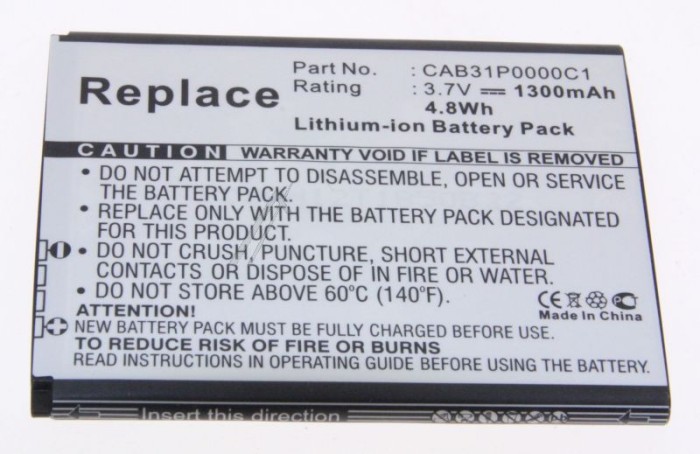 Replace
Part No. : CAB31P0000C1
Rating : 3.7V 1300mAh
4.8Wh
Lithium-ion Battery Pack
CAUTION WARRANTY VOID IF LABEL IS REMOVED
• DO NOT ATTEMPT TO DISASSEMBLE, OPEN OR SERVICE
THE BATTERY PACK.
• REPLACE ONLY WITH THE BATTERY PACK DESIGNATED
FOR THIS PRODUCT.
• DO NOT CRUSH, PUNCTURE, SHORT EXTERNAL
CONTACTS OR DISPOSE OF IN FIRE OR WATER.
• DO NOT STORE ABOVE 60°C (140°F).
CE
Made In China
ATTENTION!
NEW BATTERY PACK MUST BE FULLY CHARGED BEFORE USE.
TO REDUCE RISK OF FIRE OR BURNS
READ INSTRUCTIONS IN OPERATING GUIDE BEFORE USING THE BATTERY.
Insert this direction